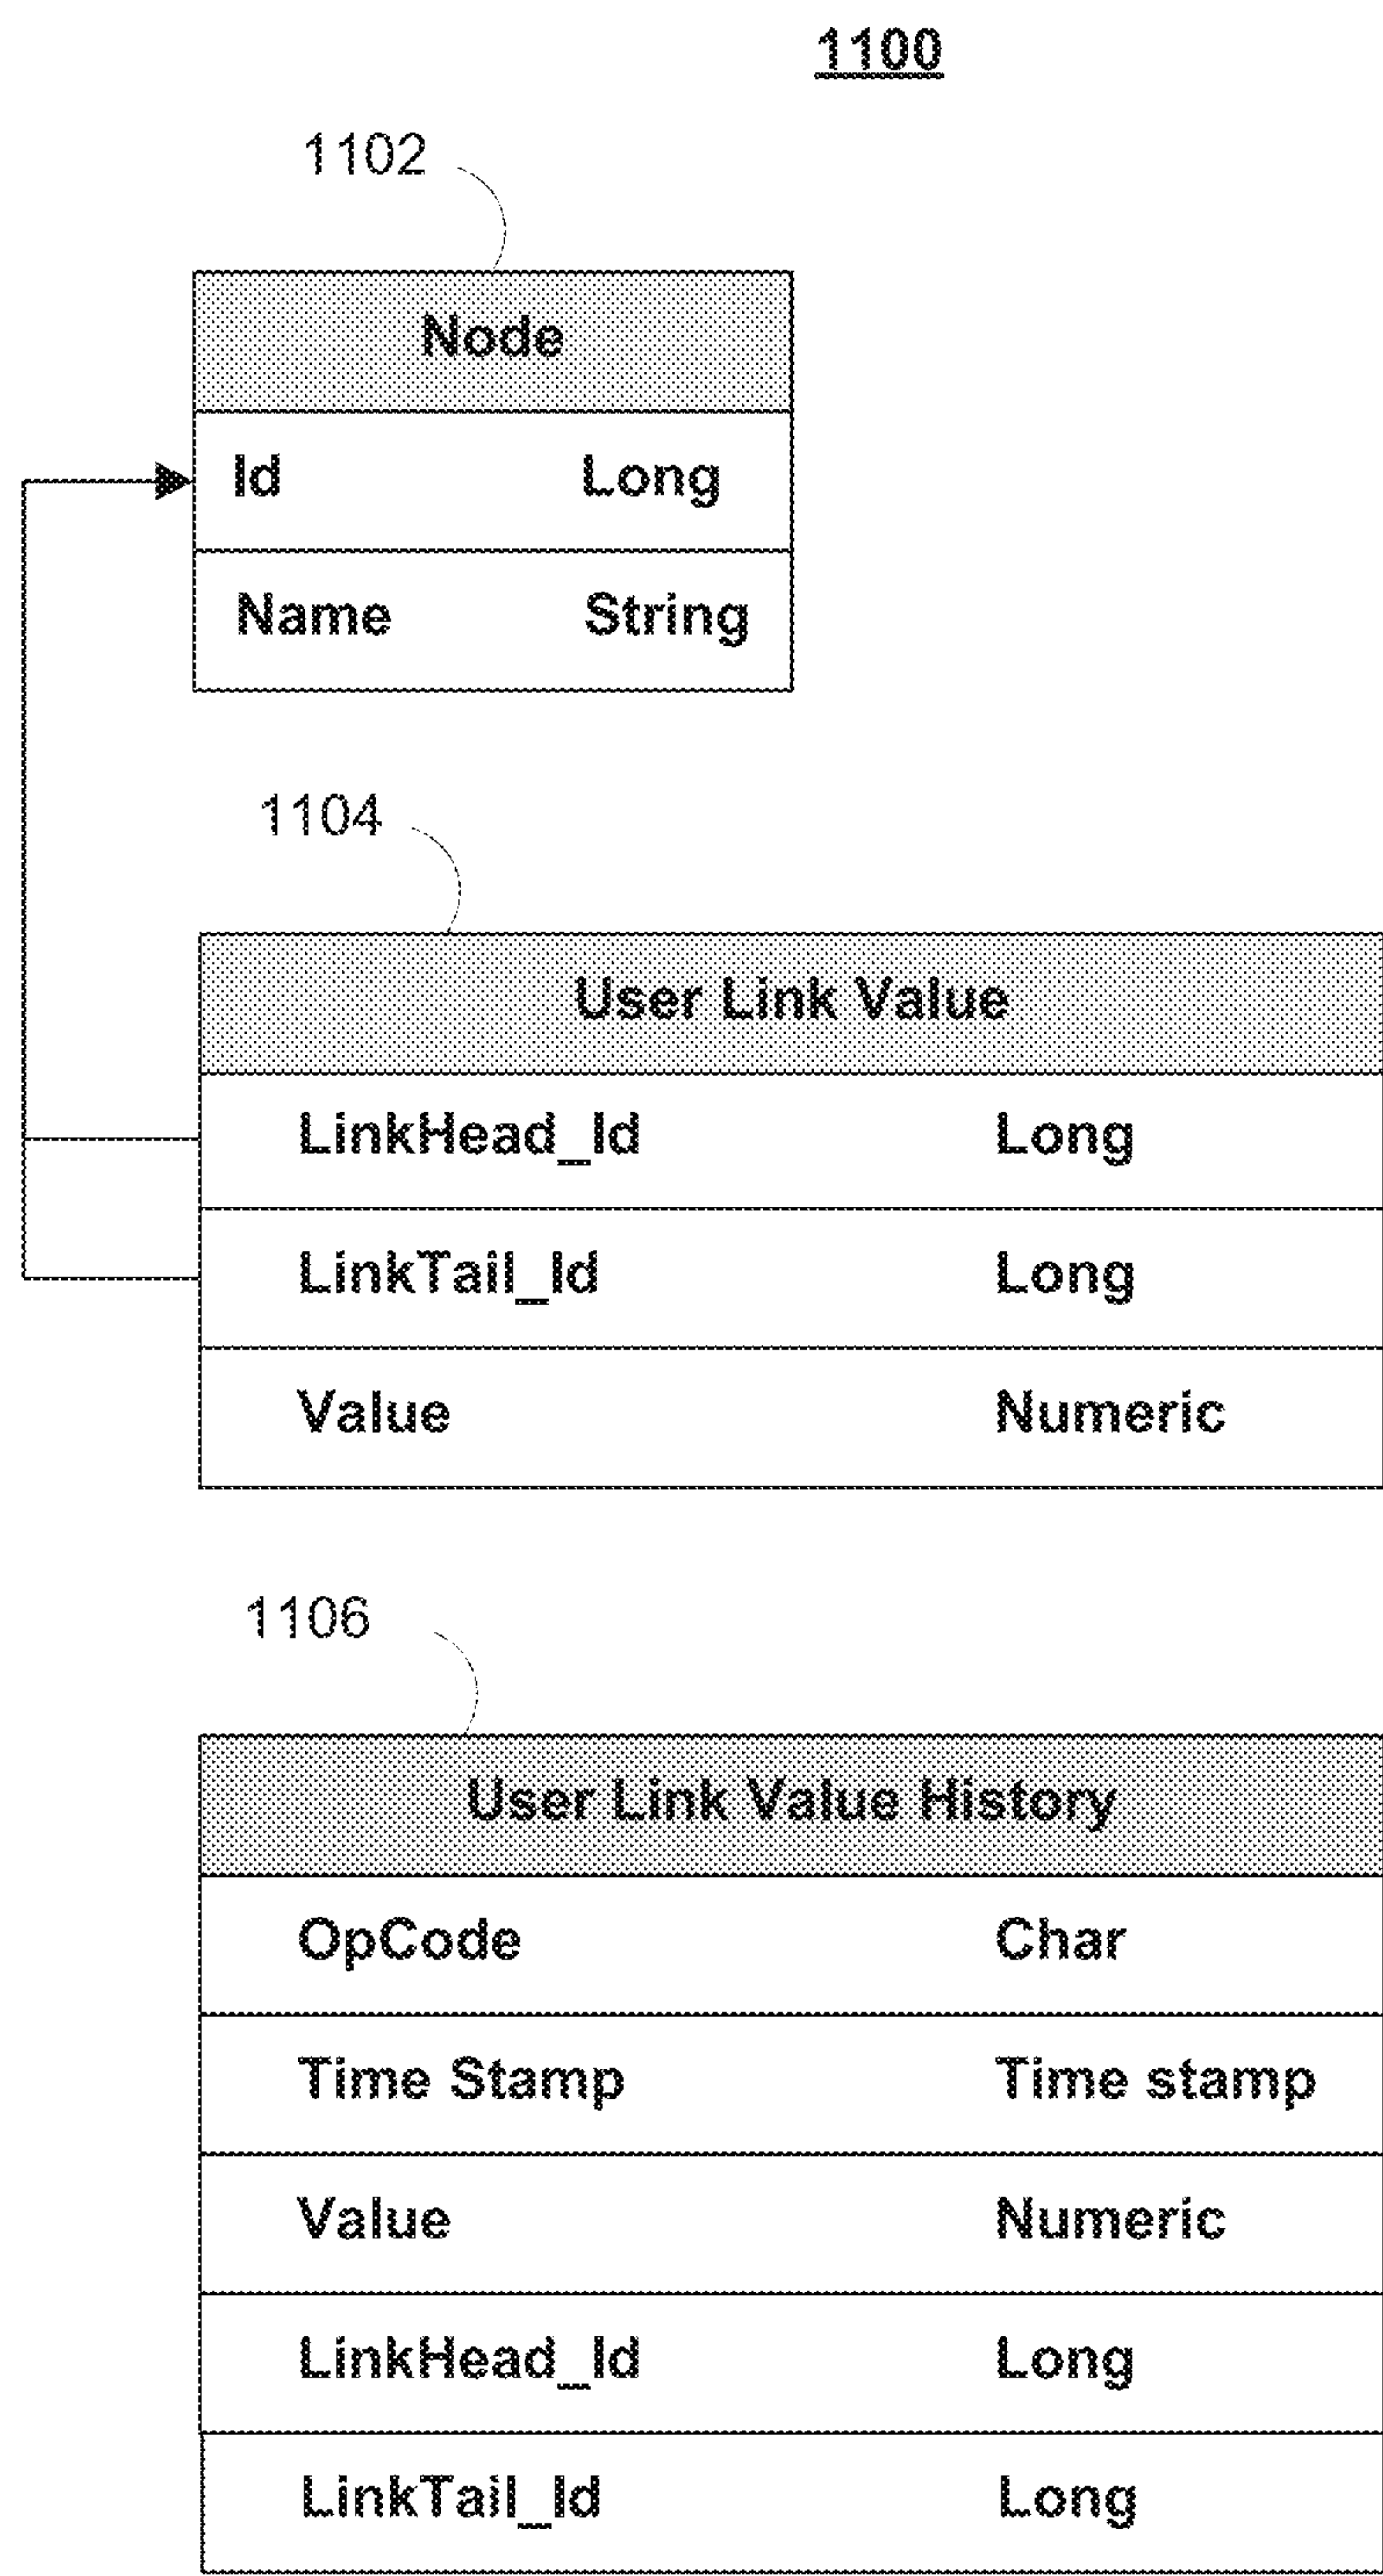 1100
1102
Node
Id Long
Name String
1104
User Link Value
LinkHead_Id Long
LinkTail_Id Long
Value Numeric
1106
User Link Value History
OpCode Char
Time Stamp Time stamp
Value Numeric
LinkHead_Id Long
LinkTail_Id Long